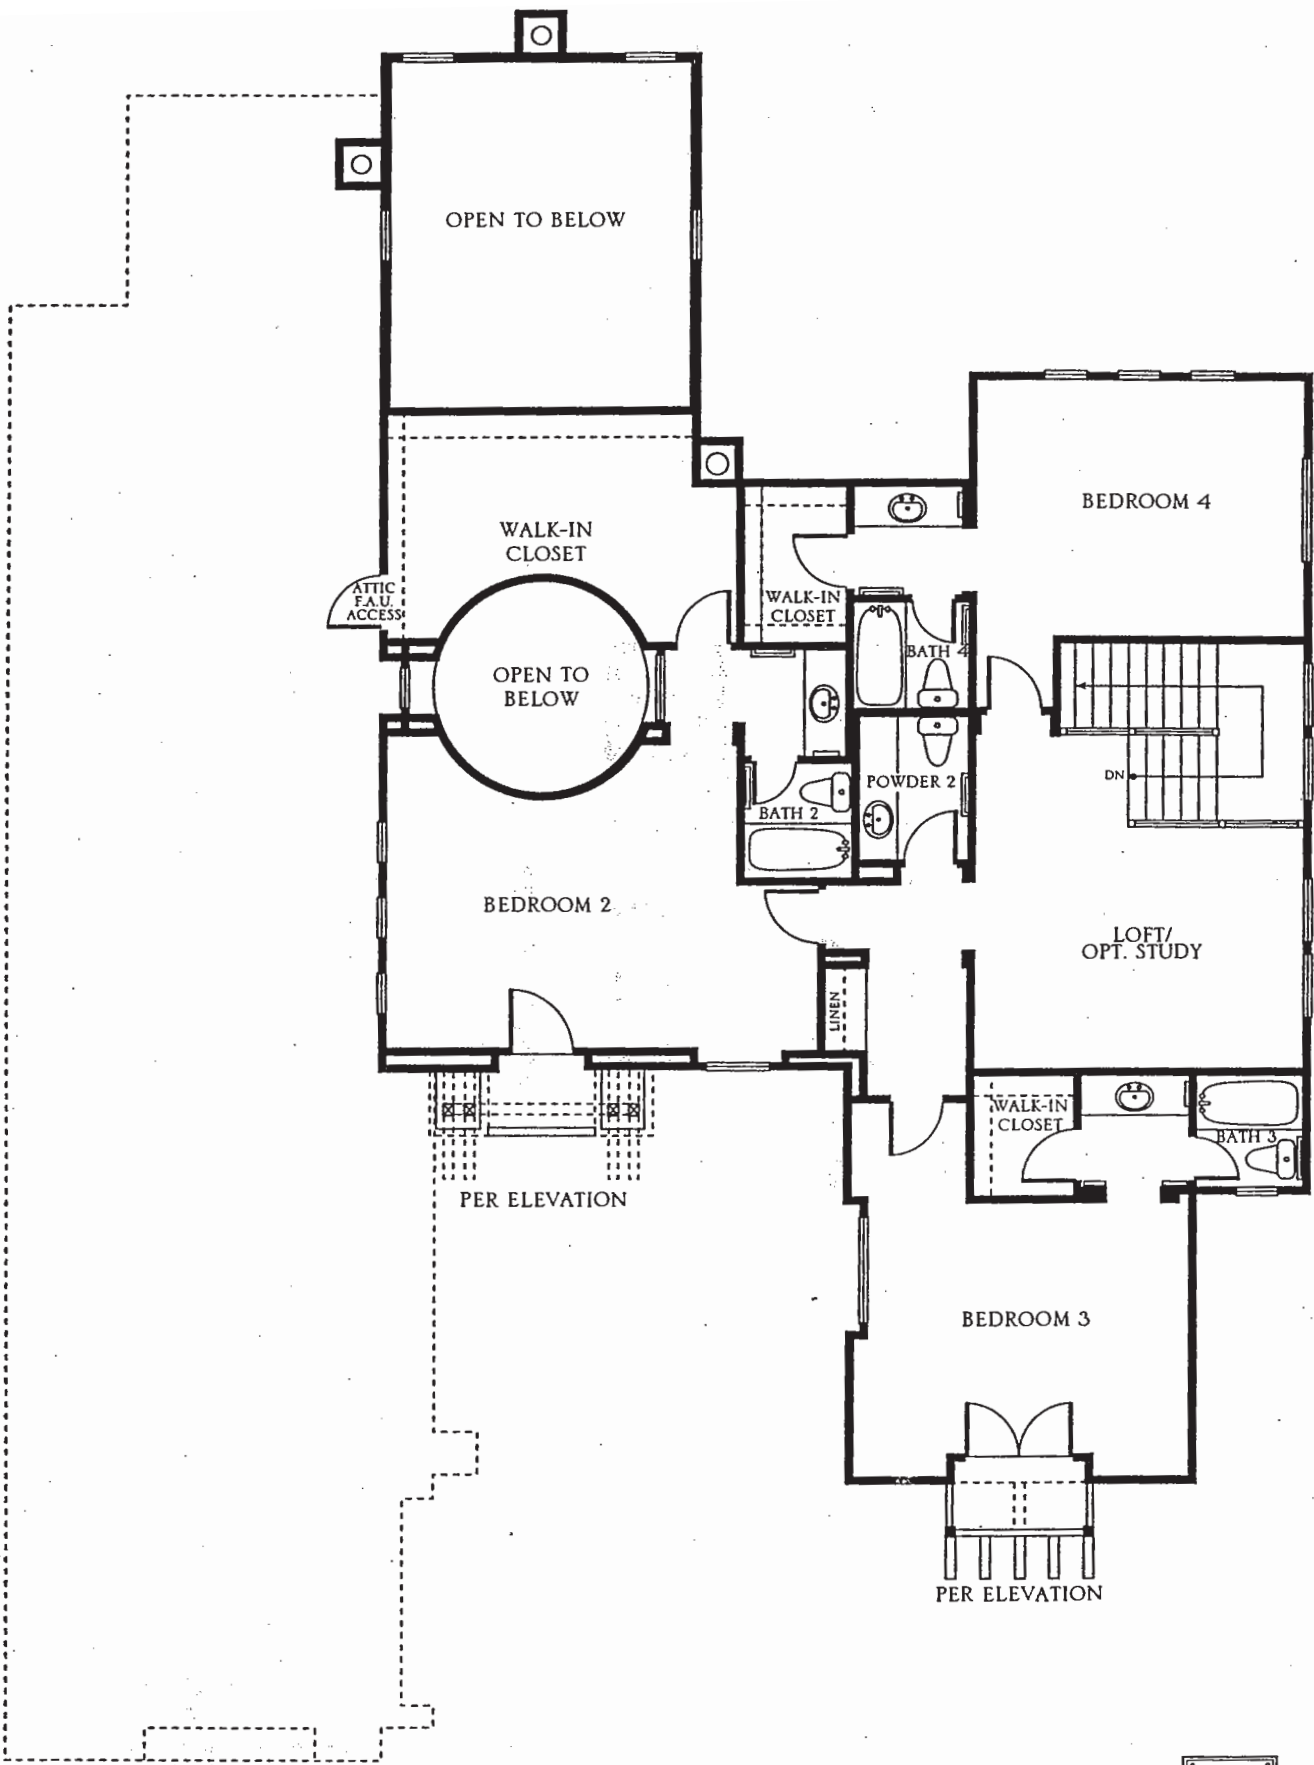 OPEN TO BELOW
BEDROOM 4
WALK-IN
CLOSET
ATTIC
F.A.U.
ACCESS
WALK-IN
CLOSET
BATH 4
OPEN TO
BELOW
DN
POWDER 2
BATH 2
BEDROOM 2
LOFT/
OPT. STUDY
LINEN
WALK-IN
CLOSET
BATH 3
PER ELEVATION
BEDROOM 3
PER ELEVATION